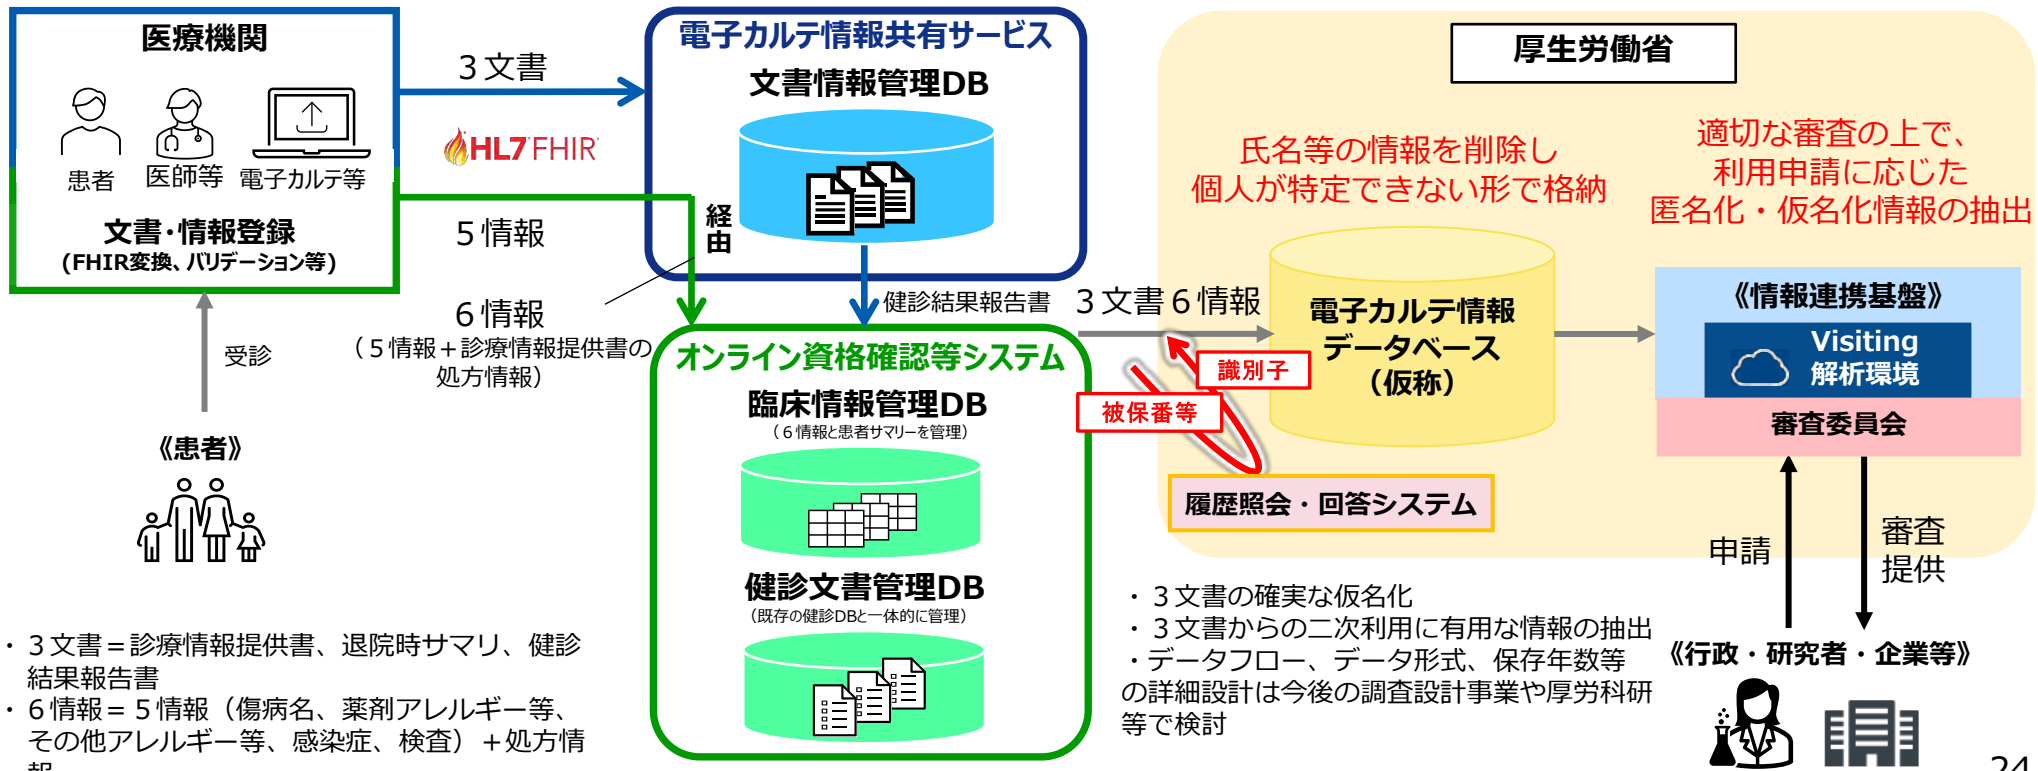 医療機関
患者
医師等
電子カルテ等
文書・情報登録
(FHIR変換、バリデーション等)
受診
《患者》
３文書
HL7 FHIR
５情報
６情報
（５情報＋診療情報提供書の
処方情報）
経由
電子カルテ情報共有サービス
文書情報管理DB
健診結果報告書
オンライン資格確認等システム
臨床情報管理DB
（６情報と患者サマリーを管理）
健診文書管理DB
（既存の健診DBと一体的に管理）
３文書６情報
識別子
被保番等
履歴照会・回答システム
厚生労働省
氏名等の情報を削除し
個人が特定できない形で格納
電子カルテ情報
データベース
（仮称）
適切な審査の上で、
利用申請に応じた
匿名化・仮名化情報の抽出
《情報連携基盤》
Visiting
解析環境
審査委員会
申請
審査
提供
《行政・研究者・企業等》
・３文書＝診療情報提供書、退院時サマリ、健診
結果報告書
・６情報＝５情報（傷病名、薬剤アレルギー等、
その他アレルギー等、感染症、検査）＋処方情
・３文書の確実な仮名化
・３文書からの二次利用に有用な情報の抽出
・データフロー、データ形式、保存年数等
の詳細設計は今後の調査設計事業や厚労科研
等で検討
24